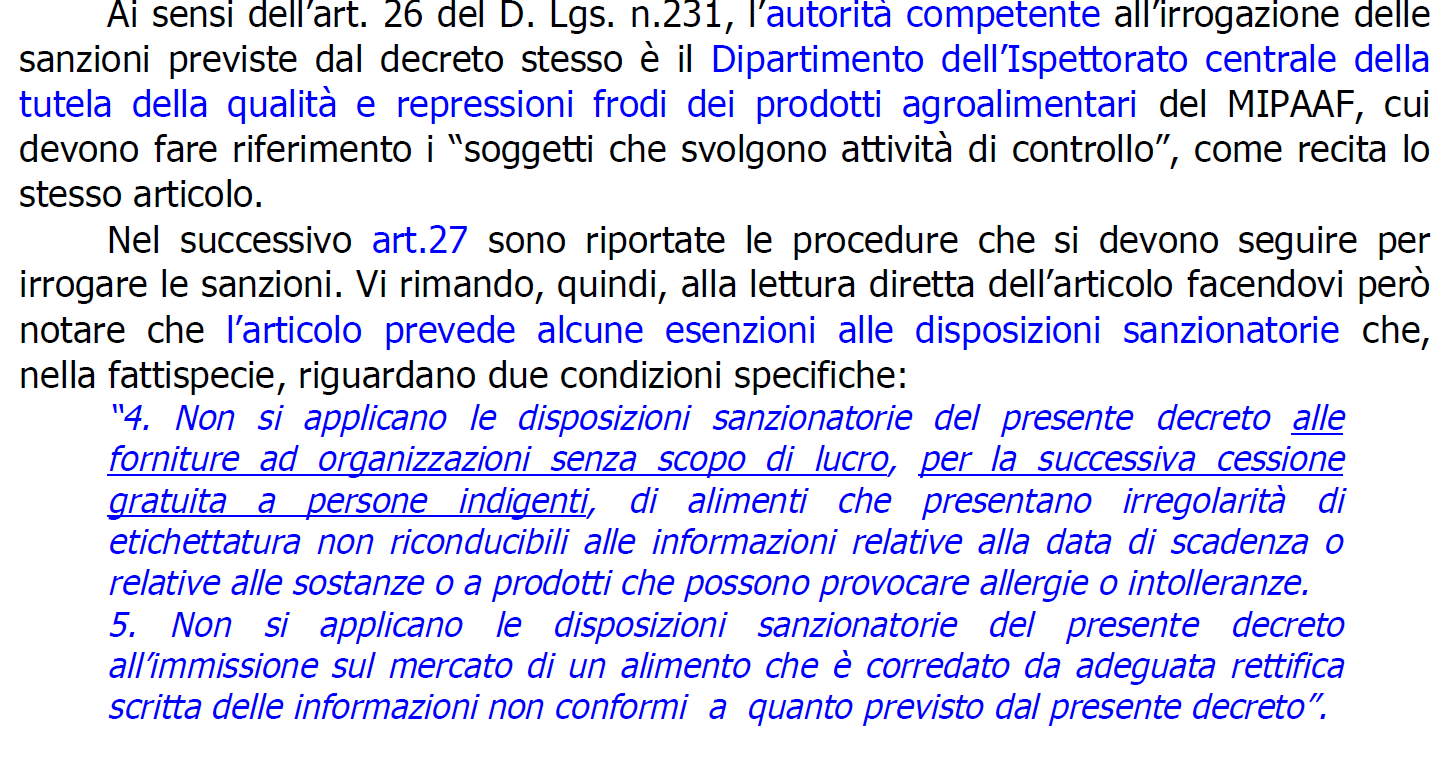 Ai sensi dell’art. 26 del D. Lgs. n.231, l’autorità competente all’irrogazione delle
sanzioni previste dal decreto stesso è il Dipartimento dell’Ispettorato centrale della
tutela della qualità e repressioni frodi dei prodotti agroalimentari del MIPAAF, cui
devono fare riferimento i “soggetti che svolgono attività di controllo”, come recita lo
stesso articolo.
Nel successivo art.27 sono riportate le procedure che si devono seguire per
irrogare le sanzioni. Vi rimando, quindi, alla lettura diretta dell’articolo facendovi però
notare che l’articolo prevede alcune esenzioni alle disposizioni sanzionatorie che,
nella fattispecie, riguardano due condizioni specifiche:
“4. Non si applicano le disposizioni sanzionatorie del presente decreto alle
forniture ad organizzazioni senza scopo di lucro, per la successiva cessione
gratuita a persone indigenti, di alimenti che presentano irregolarità di
etichettatura non riconducibili alle informazioni relative alla data di scadenza o
relative alle sostanze o a prodotti che possono provocare allergie o intolleranze.
5. Non si applicano le disposizioni sanzionatorie del presente decreto
all’immissione sul mercato di un alimento che è corredato da adeguata rettifica
scritta delle informazioni non conformi a quanto previsto dal presente decreto”.